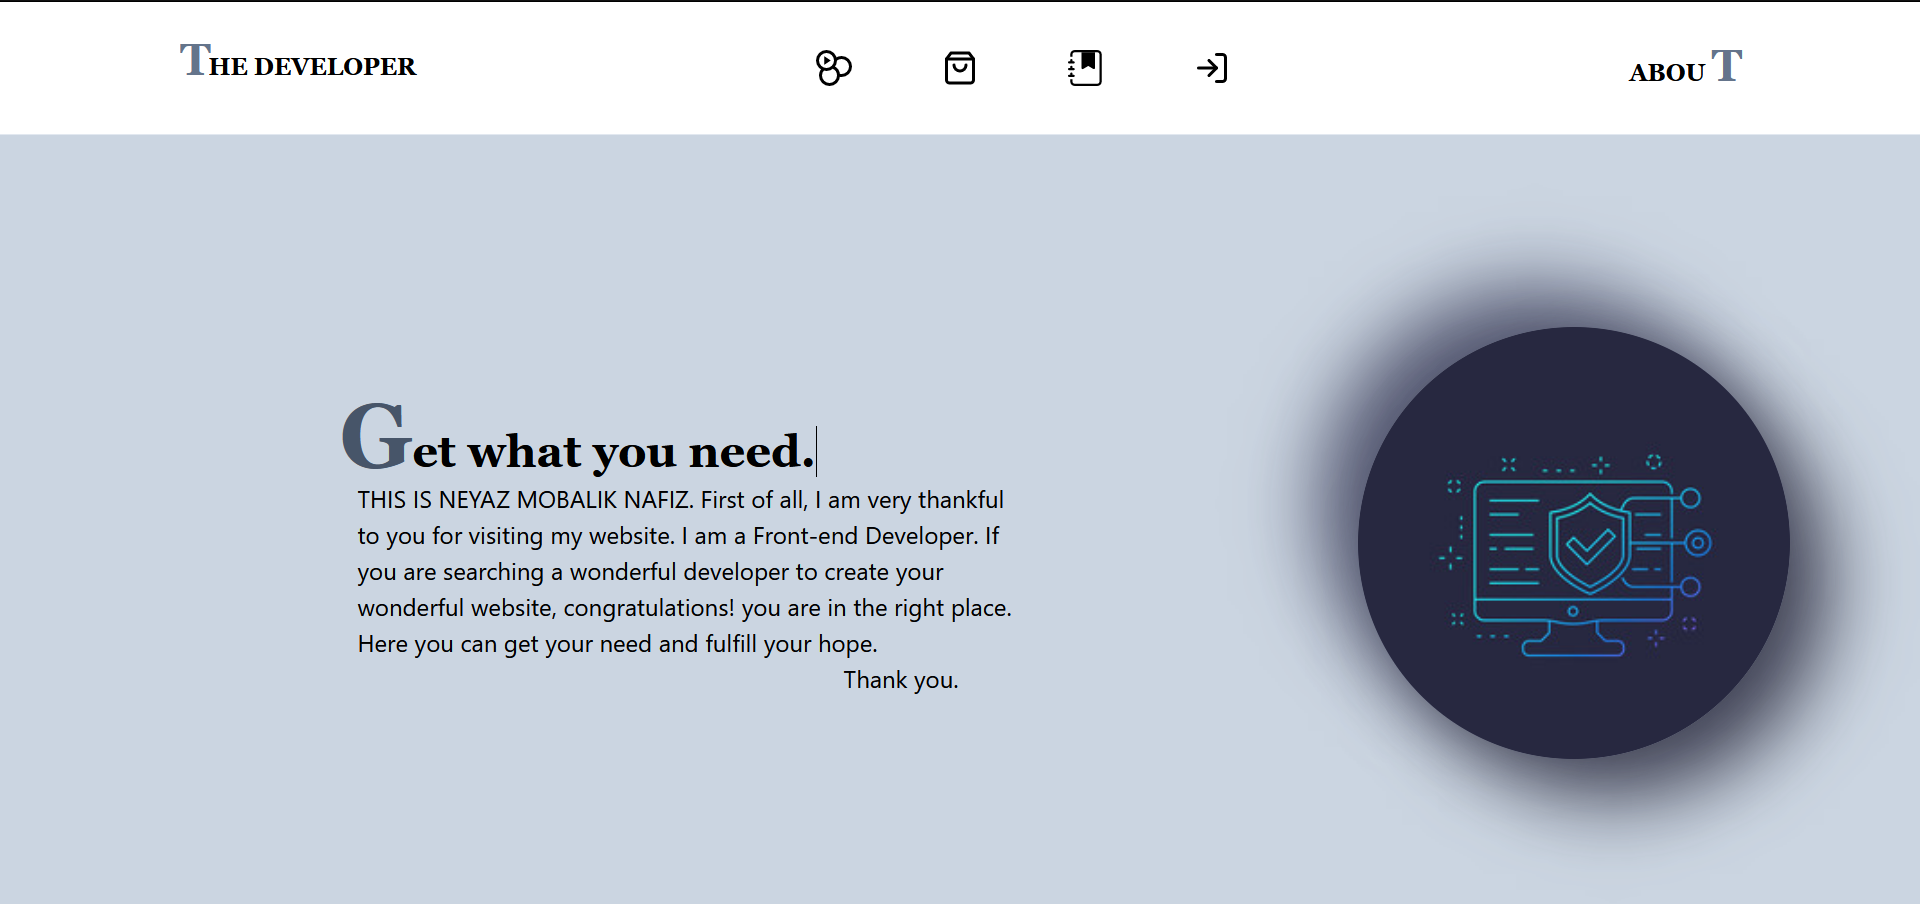 THE DEVELOPER
ABOU T
Get what you need.
THIS IS NEYAZ MOBALIK NAFIZ. First of all, I am very thankful
to you for visiting my website. I am a Front-end Developer. If
you are searching a wonderful developer to create your
wonderful website, congratulations! you are in the right place.
Here you can get your need and fulfill your hope.
Thank you.